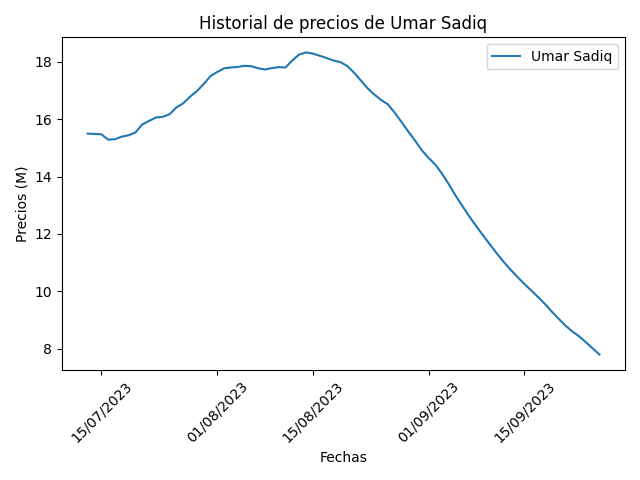 Historial de precios de Umar Sadiq
Umar Sadiq
Precios (M)
18
16
14
12
10
8
15/07/2023
01/08/2023
15/08/2023
01/09/2023
15/09/2023
Fechas